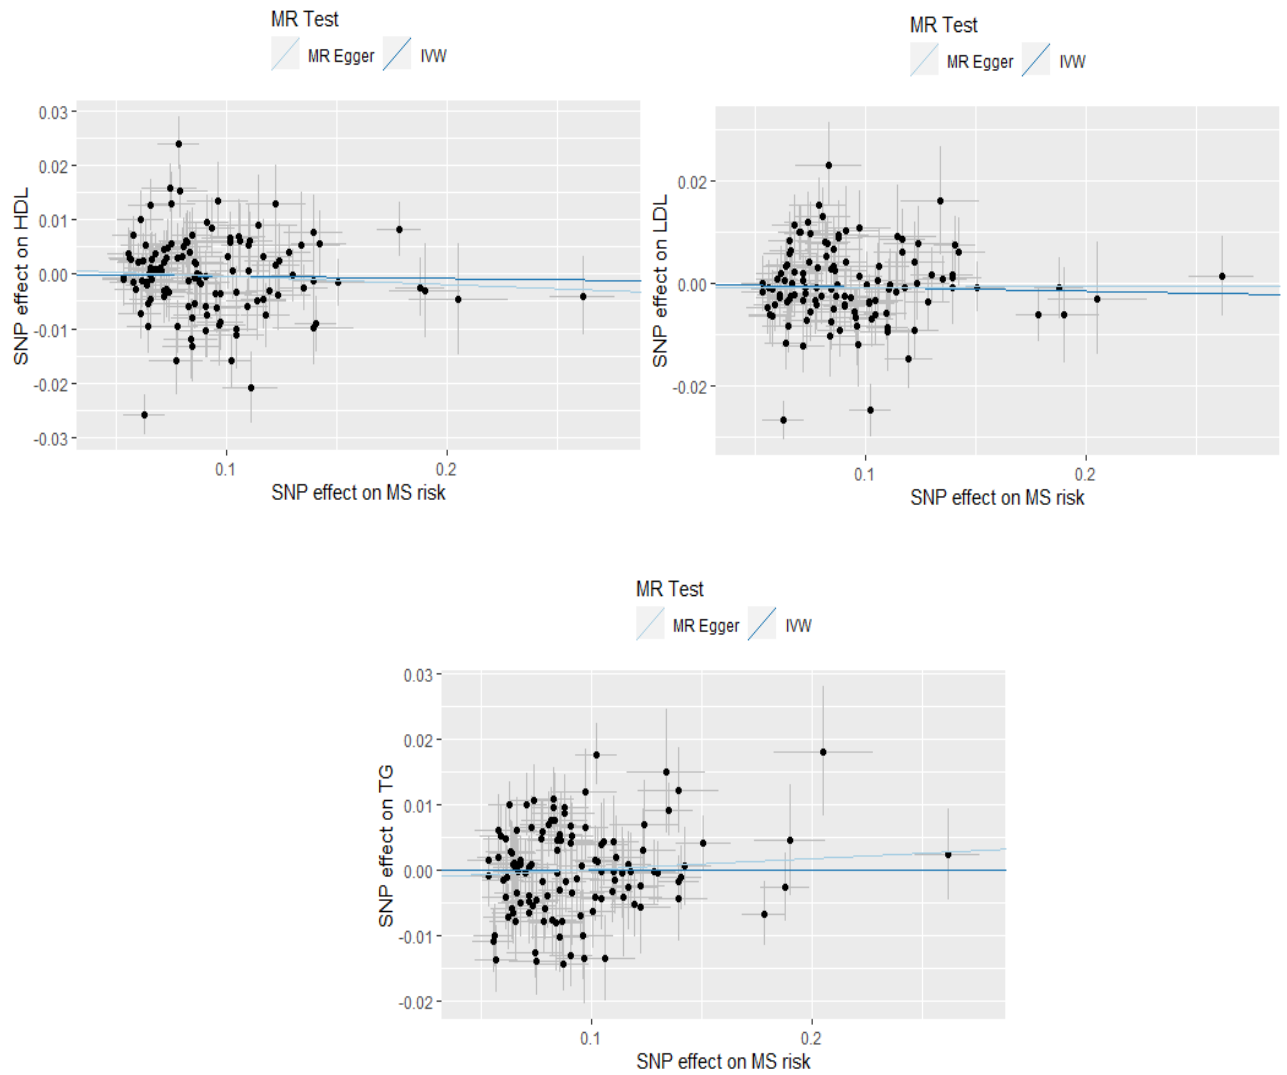 MR Test
MR Egger IVW
0.03
0.02
0.01
0.00
-0.01
-0.02
-0.03
SNP effect on HDL
0.1 0.2
SNP effect on MS risk
MR Test
MR Egger IVW
0.02
0.00
-0.02
SNP effect on LDL
0.1 0.2
SNP effect on MS risk
MR Test
MR Egger IVW
0.03
0.02
0.01
0.00
-0.01
-0.02
SNP effect on TG
0.1 0.2
SNP effect on MS risk